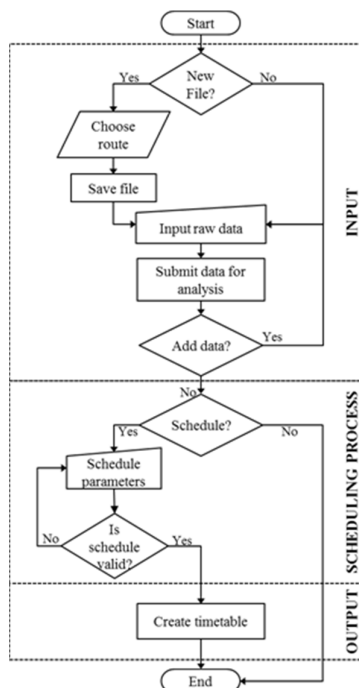 Start
New
File?
Yes
No
Choose
route
Save file
Input raw data
Submit data for
analysis
Add data?
Yes
No
INPUT
Schedule?
Yes
No
Schedule
parameters
Is
schedule
valid?
No
Yes
SCHEDULING PROCESS
Create timetable
OUTPUT
End